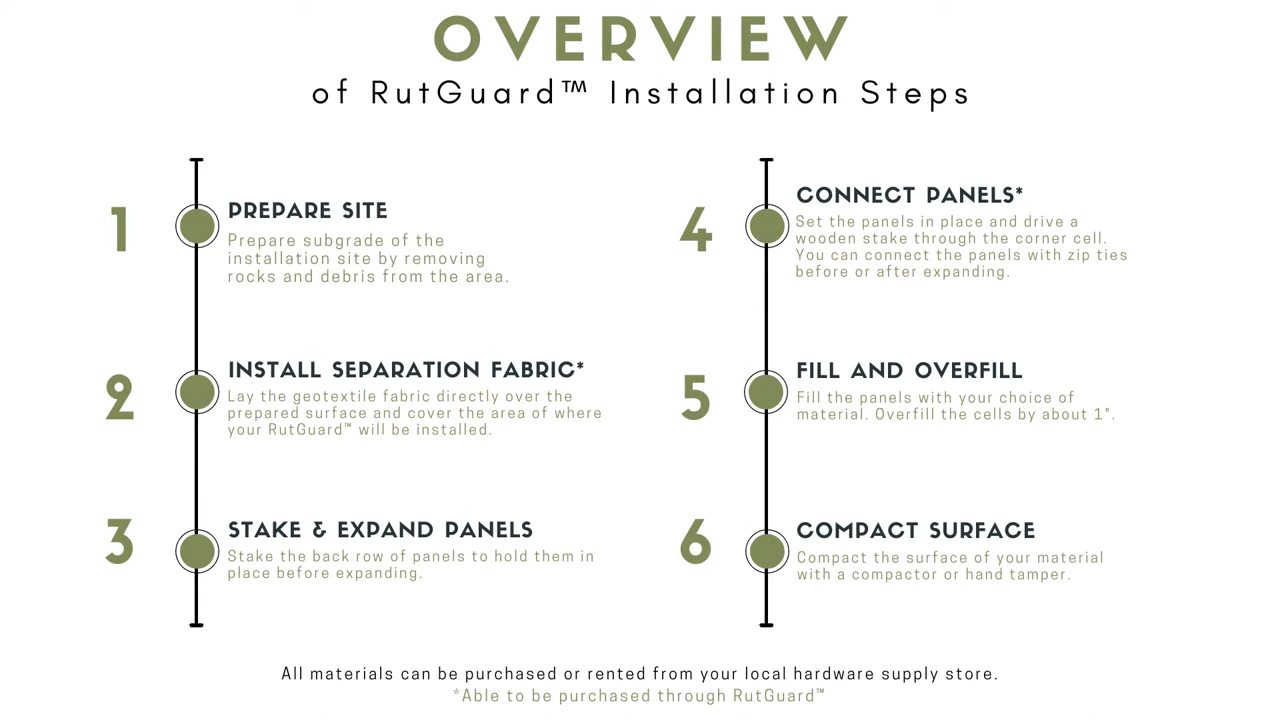 OVERVIEW
of RutGuard™ Installation Steps
1
PREPARE SITE
Prepare subgrade of the
installation site by removing
rocks and debris from the area.
2
INSTALL SEPARATION FABRIC*
Lay the geotextile fabric directly over the
prepared surface and cover the area of where
your RutGuard™ will be installed.
3
STAKE & EXPAND PANELS
Stake the back row of panels to hold them in
place before expanding.
4
CONNECT PANELS*
Set the panels in place and drive a
wooden stake through the corner cell.
You can connect the panels with zip ties
before or after expanding.
5
FILL AND OVERFILL
Fill the panels with your choice of
material. Overfill the cells by about 1".
6
COMPACT SURFACE
Compact the surface of your material
with a compactor or hand tamper.
All materials can be purchased or rented from your local hardware supply store.
*Able to be purchased through RutGuard™